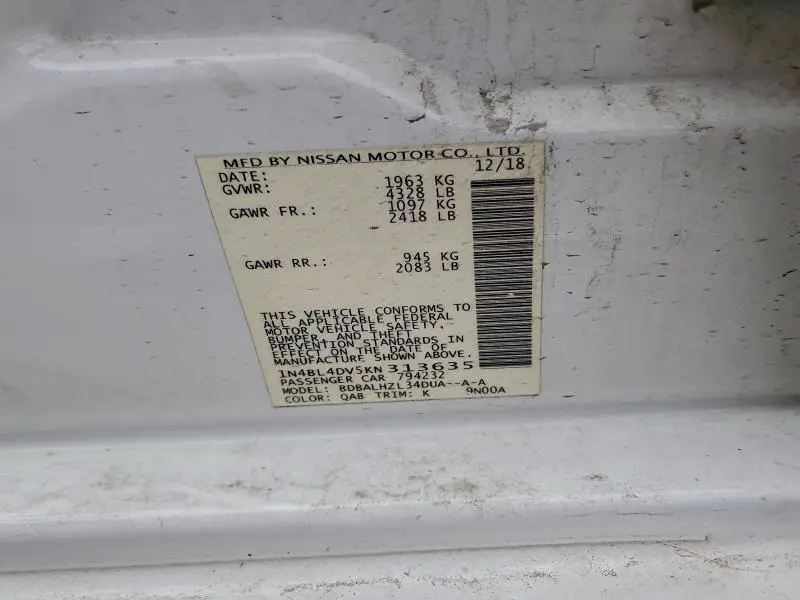 MFD BY NISSAN MOTOR CO., LTD.
DATE: 12/18
GVWR: 1963 KG
4328 LB
GAWR FR.: 1097 KG
2418 LB
GAWR RR.: 945 KG
2083 LB
THIS VEHICLE CONFORMS TO
ALL APPLICABLE FEDERAL
MOTOR VEHICLE SAFETY,
BUMPER, AND THEFT
PREVENTION STANDARDS IN
EFFECT ON THE DATE OF
MANUFACTURE SHOWN ABOVE.
1N4BL4DV5KN313635
PASSENGER CAR 794232
MODEL: BDBALHZL34DUA--A-A
COLOR: QAB TRIM: K 9N00A